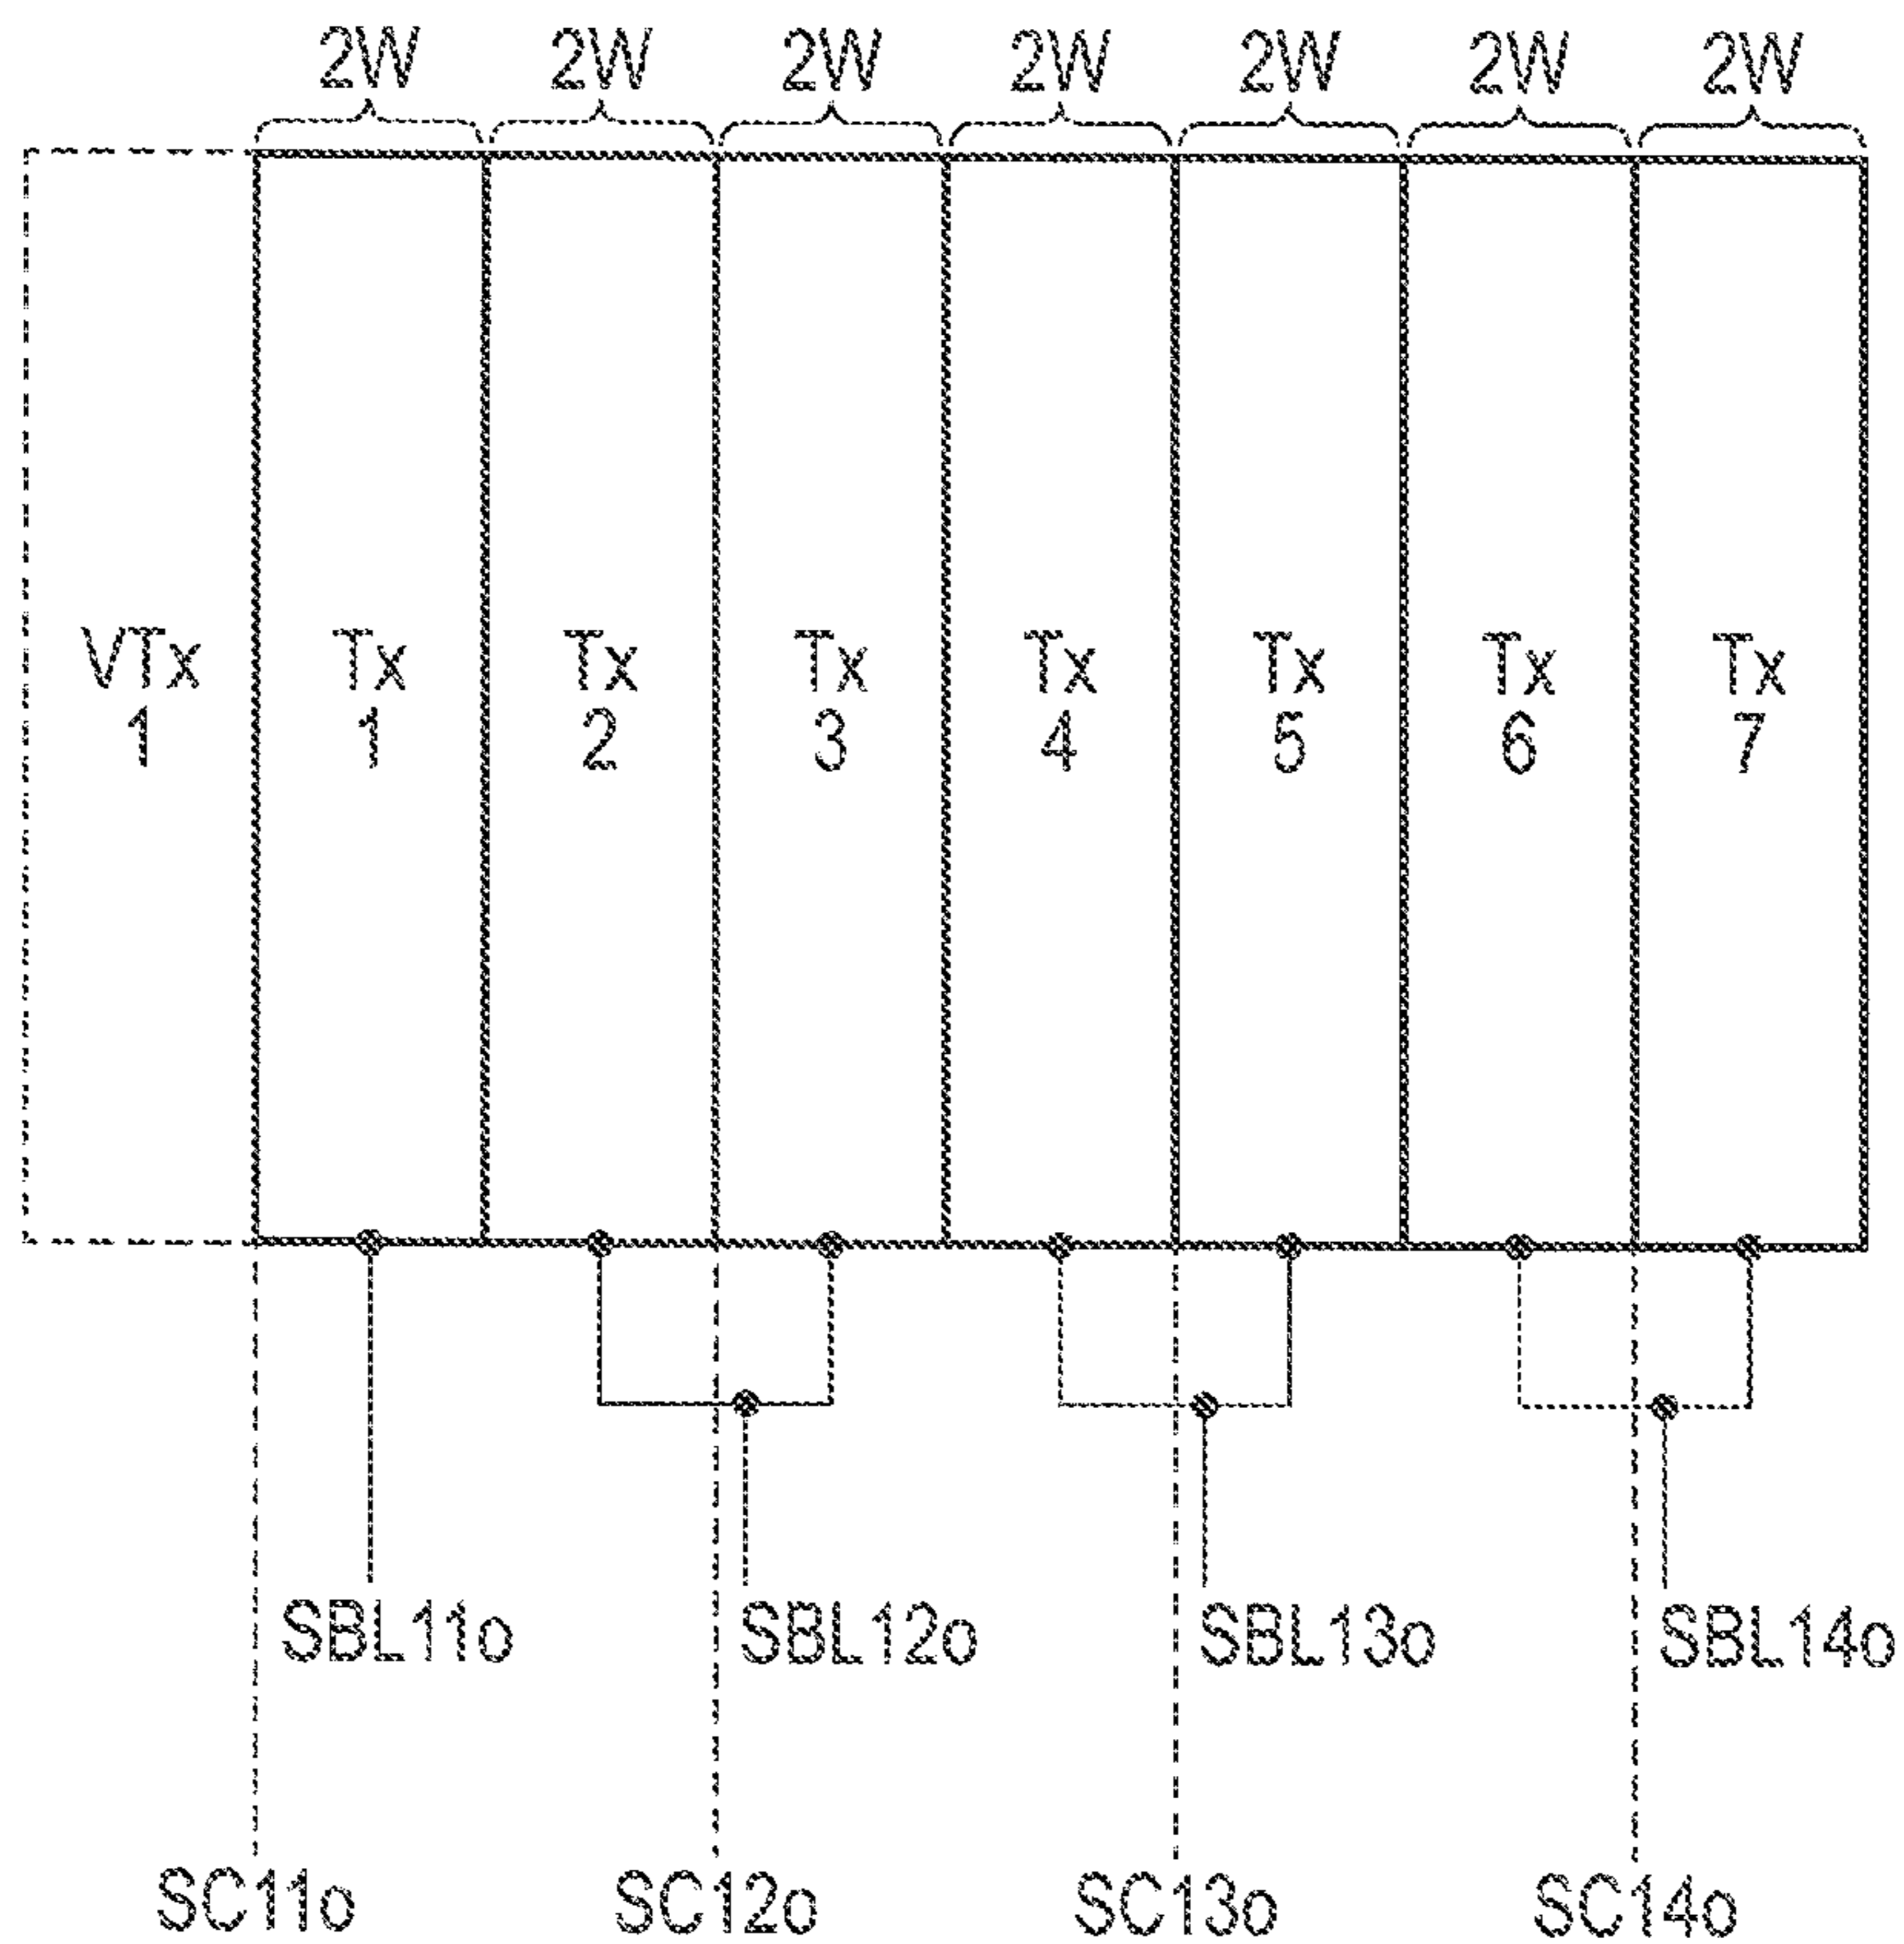 2W 2W 2W 2W 2W 2W 2W
VTx Tx Tx Tx Tx Tx Tx Tx
1 1 2 3 4 5 6 7
SBL11o SBL12o SBL13o SBL14o
SC11o SC12o SC13o SC14o